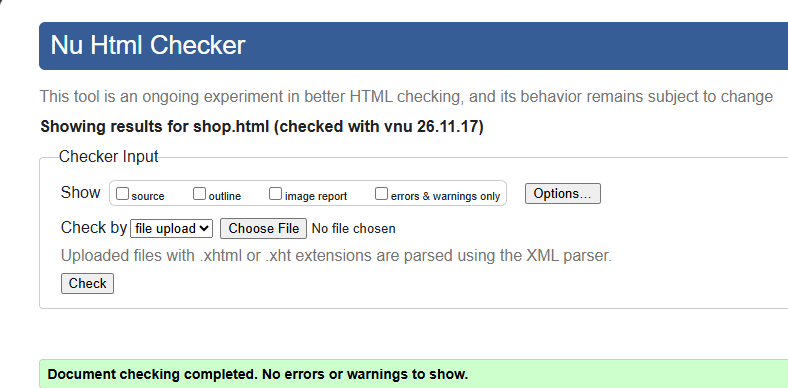 Nu Html Checker
This tool is an ongoing experiment in better HTML checking, and its behavior remains subject to change
Showing results for shop.html (checked with vnu 26.11.17)
Checker Input
Show source outline image report errors & warnings only Options...
Check by file upload Choose File No file chosen
Uploaded files with .xhtml or .xht extensions are parsed using the XML parser.
Check
Document checking completed. No errors or warnings to show.